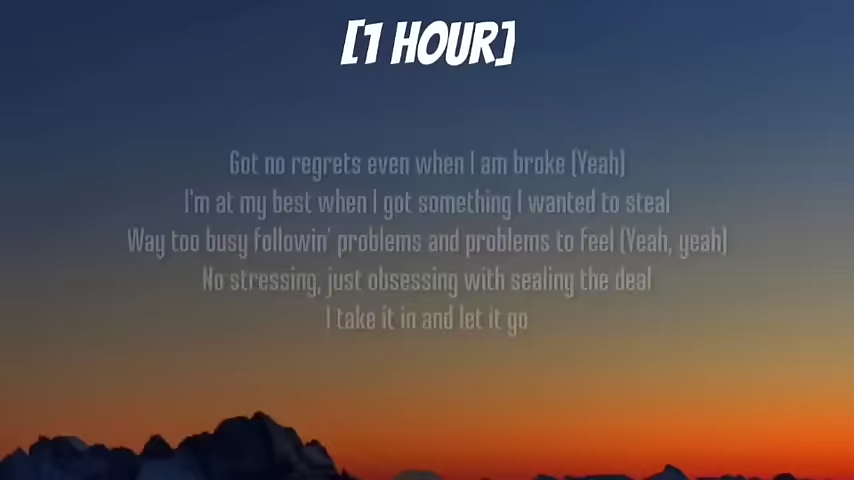 [1 HOUR]
Got no regrets even when I am broke (Yeah)
I'm at my best when I got something I wanted to steal
Way too busy followin' problems and problems to feel (Yeah, yeah)
No stressing, just obsessing with sealing the deal
I take it in and let it go